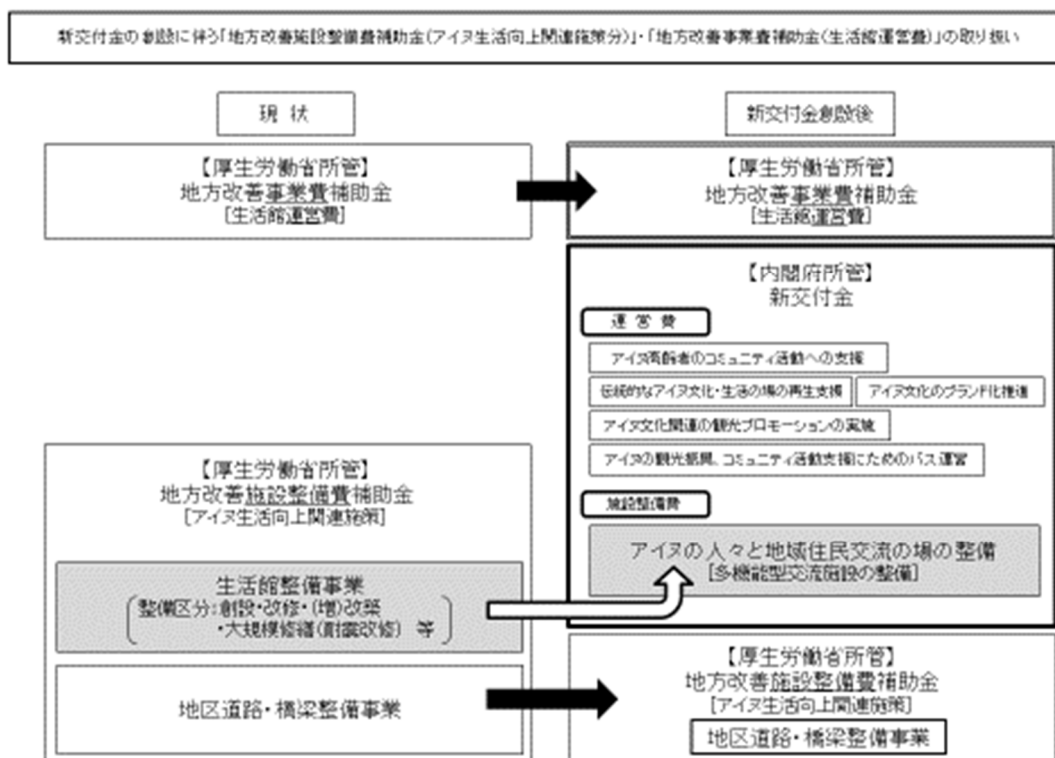 新交付金の創設に伴う「地方改善施設整備費補助金(アイヌ生活向上関連施策分)」・「地方改善事業費補助金(生活館運営費)」の取り扱い
現 状
【厚生労働省所管】
地方改善事業費補助金
[生活館運営費]
【厚生労働省所管】
地方改善施設整備費補助金
[アイヌ生活向上関連施策]
生活館整備事業
整備区分:創設・改修・(増)改築
・大規模修繕(耐震改修) 等
地区道路・橋梁整備事業
新交付金創設後
【厚生労働省所管】
地方改善事業費補助金
[生活館運営費]
【内閣府所管】
新交付金
運 営 費
アイヌ高齢者のコミュニティ活動への支援
伝統的なアイヌ文化・生活の場の再生支援
アイヌ文化のブランド化推進
アイヌ文化関連の観光プロモーションの実施
アイヌの観光振興、コミュニティ活動支援にためのバス運営
施設整備費
アイヌの人々と地域住民交流の場の整備
[多機能型交流施設の整備]
【厚生労働省所管】
地方改善施設整備費補助金
[アイヌ生活向上関連施策]
地区道路・橋梁整備事業